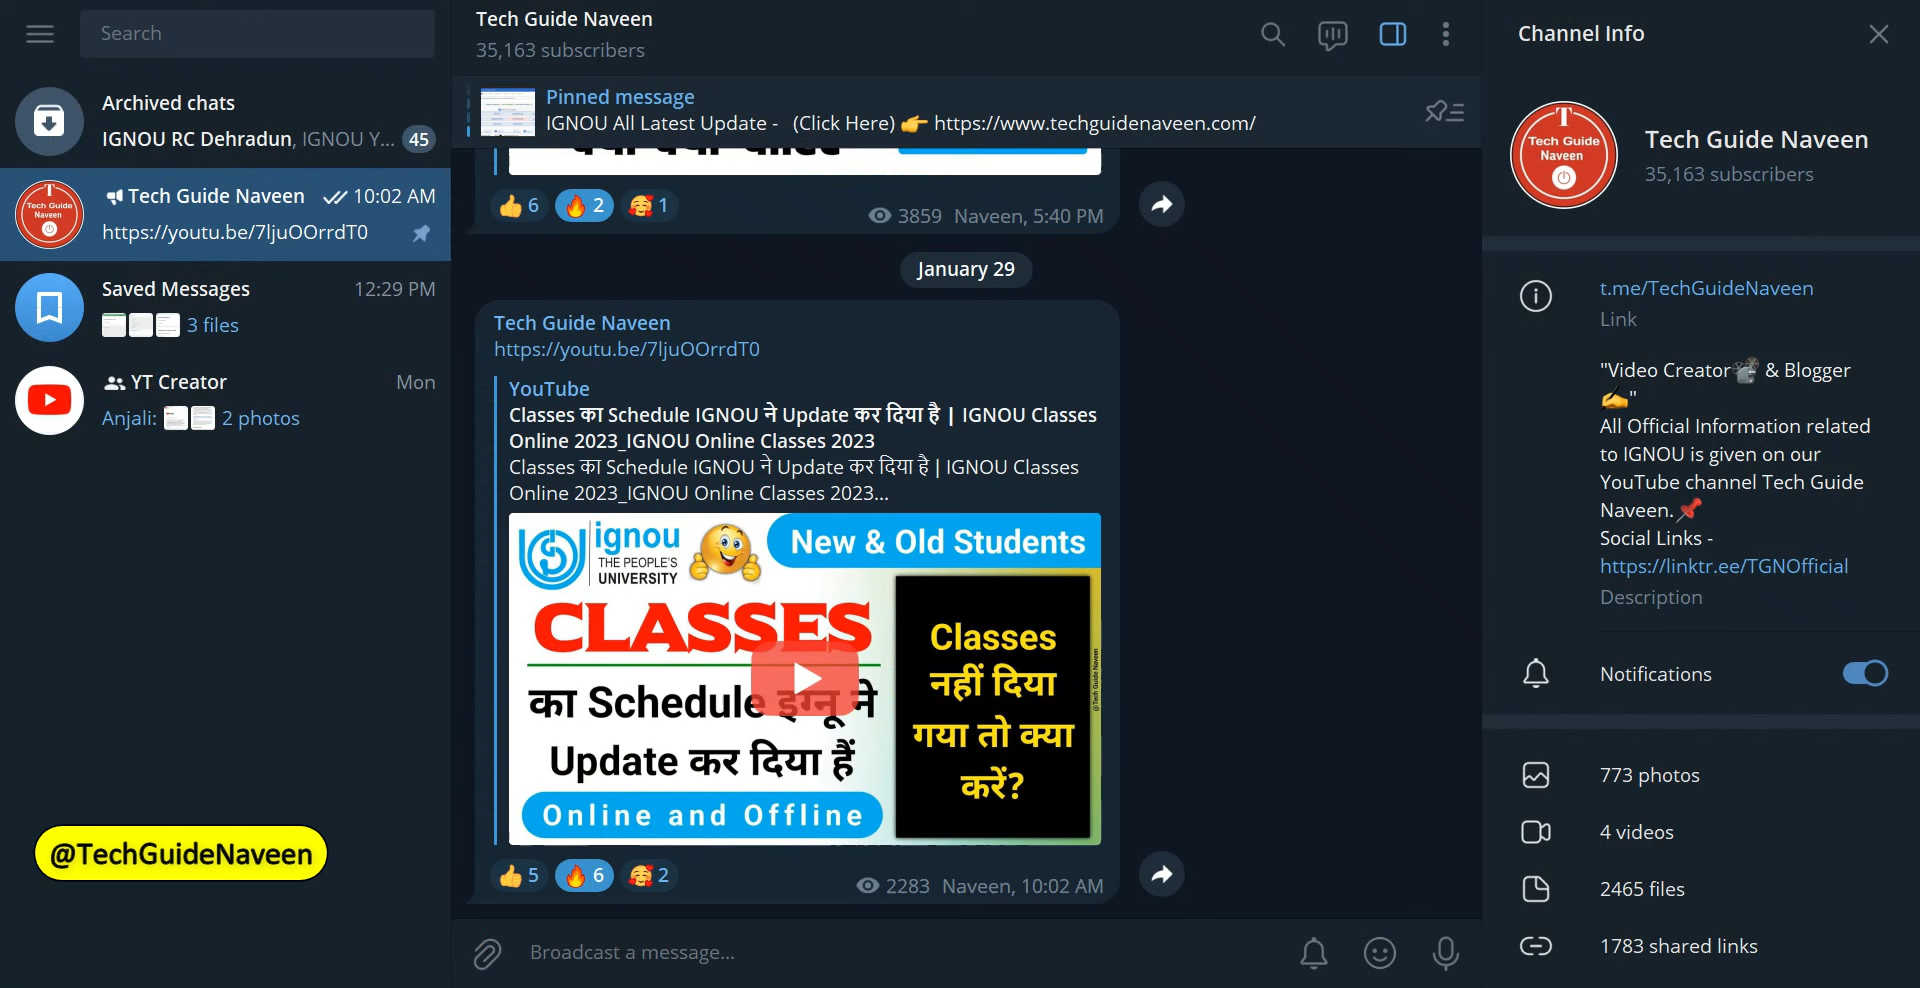 Search
Archived chats
IGNOU RC Dehradun, IGNOU Y... 45
Tech Guide Naveen 10:02 AM
https://youtu.be/7ljuOOrrdT0
Saved Messages 12:29 PM
3 files
YT Creator Mon
Anjali: 2 photos
@TechGuideNaveen
Tech Guide Naveen
35,163 subscribers
Pinned message
IGNOU All Latest Update - (Click Here) 👉 https://www.techguidenaveen.com/
👍 6 🔥 2 🥰 1
3859 Naveen, 5:40 PM
January 29
Tech Guide Naveen
https://youtu.be/7ljuOOrrdT0
YouTube
Classes का Schedule IGNOU ने Update कर दिया है | IGNOU Classes
Online 2023_IGNOU Online Classes 2023
Classes का Schedule IGNOU ने Update कर दिया है | IGNOU Classes
Online 2023_IGNOU Online Classes 2023...
ignou
THE PEOPLE'S
UNIVERSITY
New & Old Students
CLASSES
का Schedule इग्नू ने
Update कर दिया हैं
Online and Offline
Classes
नहीं दिया
गया तो क्या
करें?
@Tech Guide Naveen
👍 5 🔥 6 🥰 2
2283 Naveen, 10:02 AM
Broadcast a message...
Channel Info
T
Tech Guide
Naveen
Tech Guide Naveen
35,163 subscribers
t.me/TechGuideNaveen
Link
"Video Creator📽 & Blogger
✍"
All Official Information related
to IGNOU is given on our
YouTube channel Tech Guide
Naveen.📌
Social Links -
https://linktr.ee/TGNOfficial
Description
Notifications
773 photos
4 videos
2465 files
1783 shared links